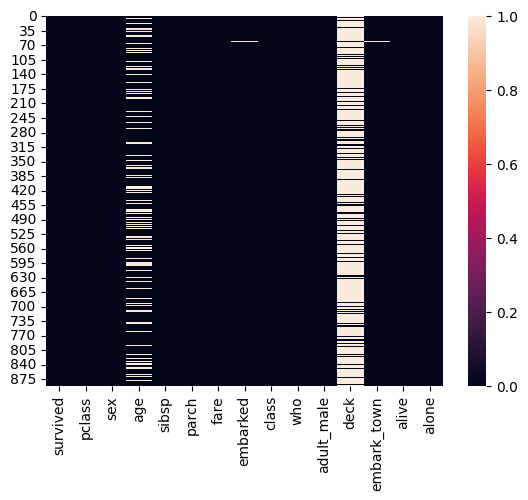 0
35
70
105
140
175
210
245
280
315
350
385
420
455
490
525
560
595
630
665
700
735
770
805
840
875
1.0
0.8
0.6
0.4
0.2
0.0
survived
pclass
sex
age
sibsp
parch
fare
embarked
class
who
adult_male
deck
embark_town
alive
alone